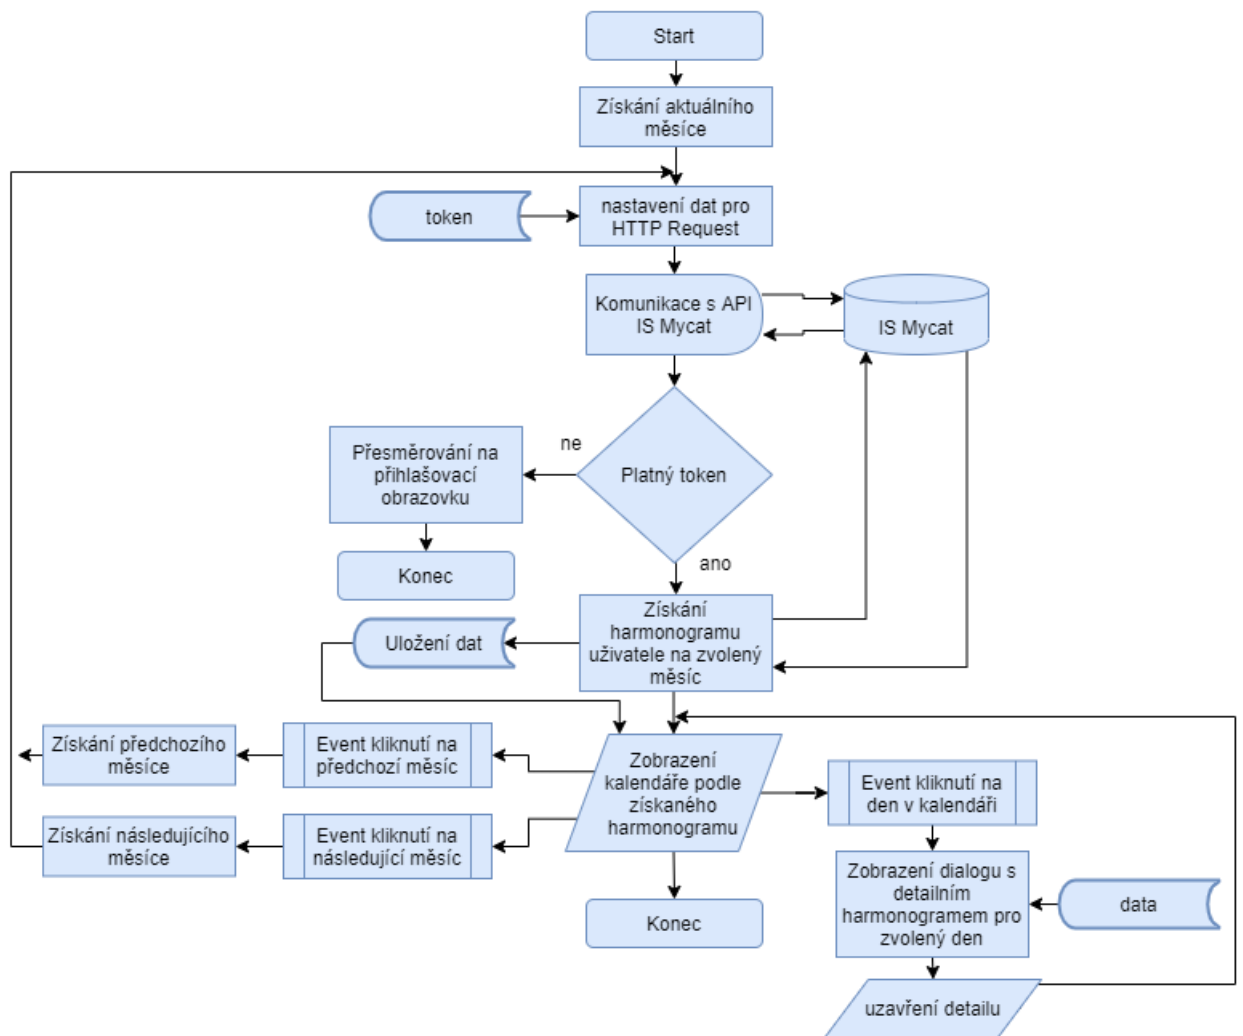 Start
Získání aktuálního
měsíce
token
nastavení dat pro
HTTP Request
Komunikace s API
IS Mycat
IS Mycat
Platný token
ne
Přesměrování na
přihlašovací
obrazovku
Konec
ano
Získání
harmonogramu
uživatele na zvolený
měsíc
Uložení dat
Zobrazení
kalendáře podle
získaného
harmonogramu
Event kliknutí na
předchozí měsíc
Získání předchozího
měsíce
Event kliknutí na
následující měsíc
Získání následujícího
měsíce
Event kliknutí na
den v kalendáři
Konec
Zobrazení dialogu s
detailním
harmonogramem pro
zvolený den
data
uzavření detailu